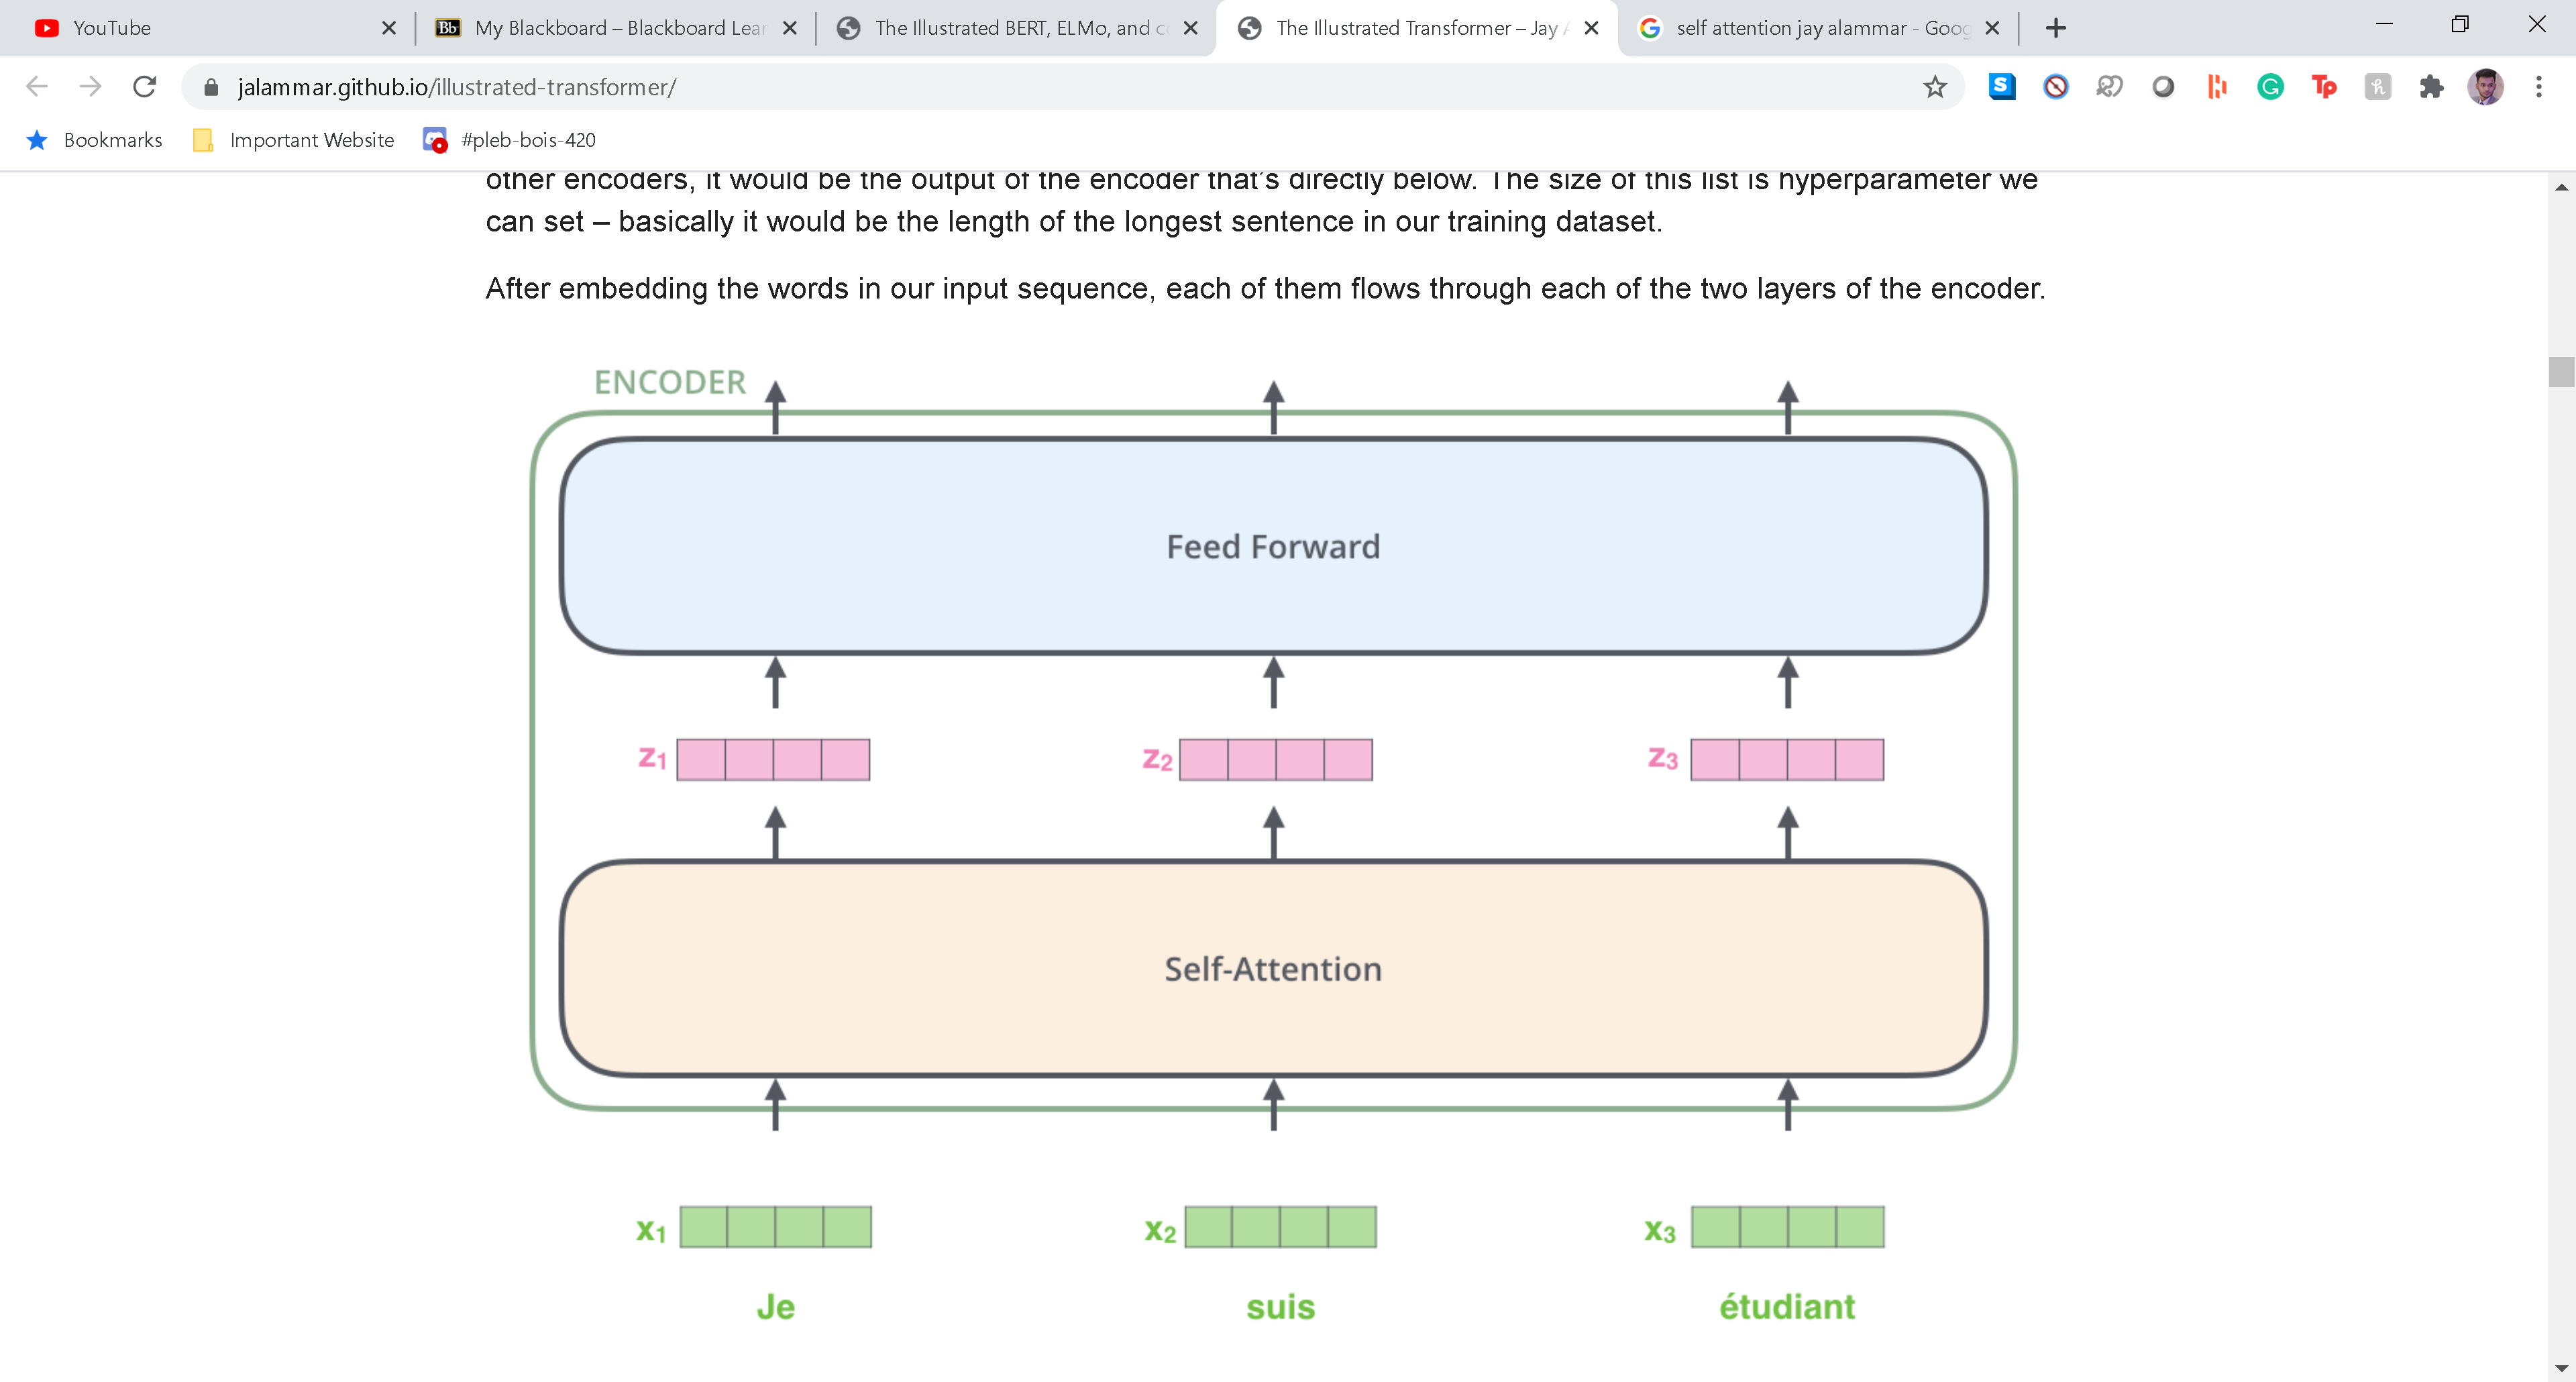 YouTube
My Blackboard – Blackboard Lear
The Illustrated BERT, ELMo, and co
The Illustrated Transformer – Jay A
self attention jay alammar - Goog
jalammar.github.io/illustrated-transformer/
Bookmarks
Important Website
#pleb-bois-420
other encoders, it would be the output of the encoder that's directly below. The size of this list is hyperparameter we
can set – basically it would be the length of the longest sentence in our training dataset.
After embedding the words in our input sequence, each of them flows through each of the two layers of the encoder.
ENCODER
Feed Forward
z1 z2 z3
Self-Attention
x1 x2 x3
Je suis étudiant